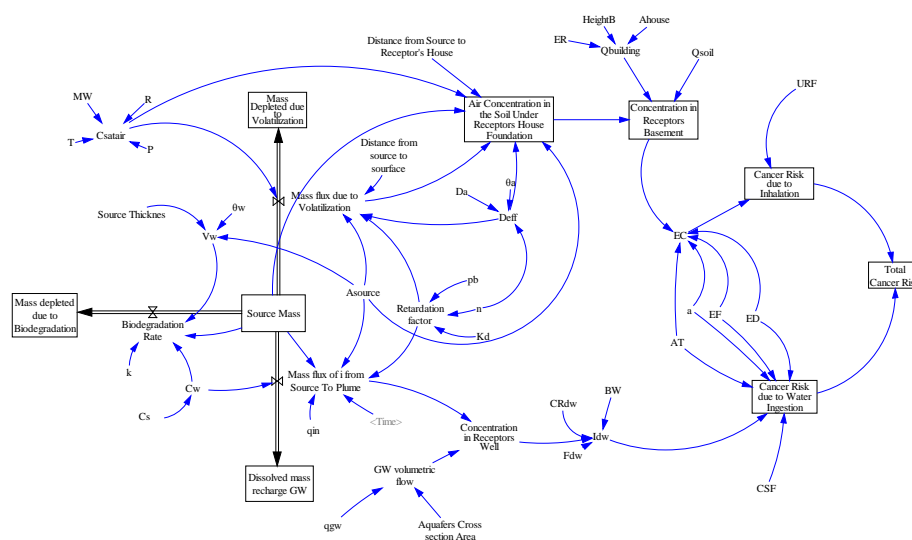 HeightB
Ahouse
ER
Qbuilding
Qsoil
Distance from Source to
Receptor's House
MW
R
Csatair
T
P
Mass
Depleted due to
Volatilization
Air Concentration in
the Soil Under
Receptors House
Foundation
Concentration in
Receptors
Basement
URF
Distance from
source to
sourface
Source Thicknes
θw
Vw
Mass flux due to
Volatilization
Da
θa
Deff
Cancer Risk
due to
Inhalation
EC
Total
Cancer Risk
Mass depleted
due to
Biodegradation
Biodegradation
Rate
Source Mass
Asource
pb
Retardation
factor
n
Kd
a
EF
ED
AT
k
Cw
Cs
Mass flux of i from
Source To Plume
qin
<Time>
Concentration
in Receptors
Well
CRdw
BW
Idw
Fdw
Cancer Risk
due to Water
Ingestion
CSF
Dissolved mass
recharge GW
GW volumetric
flow
qgw
Aquafers Cross
section Area